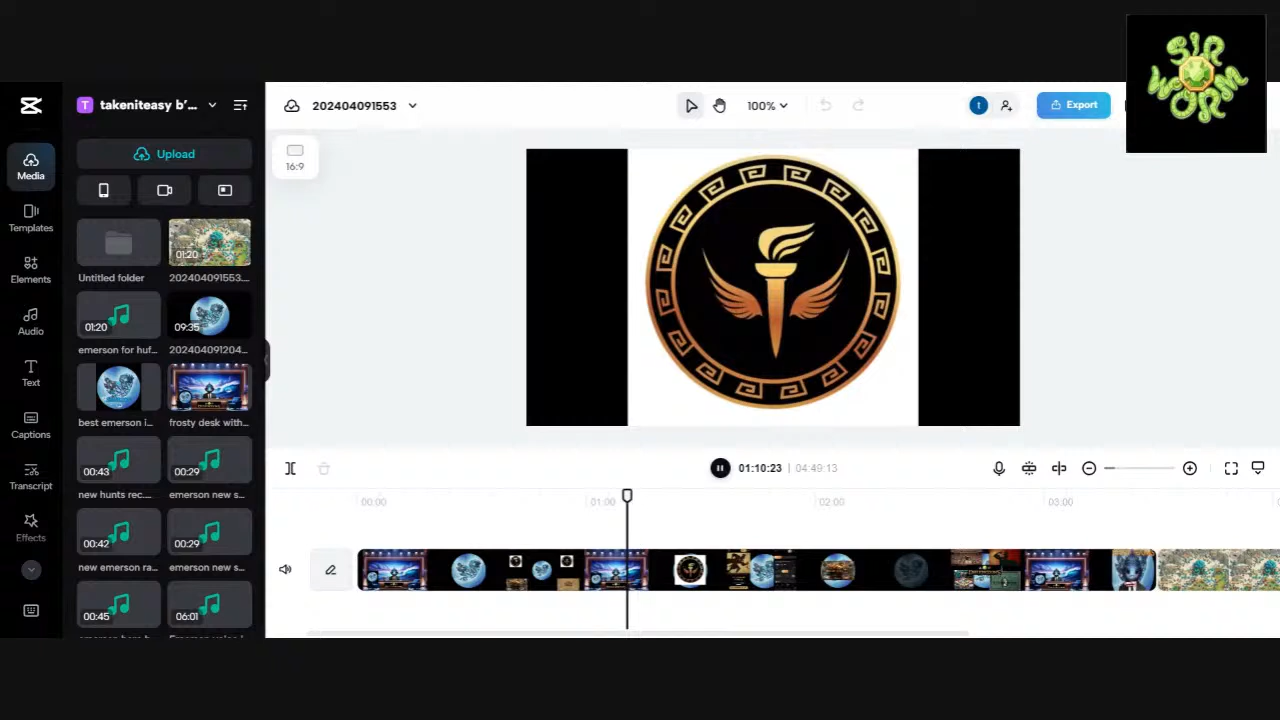 SIR
WORM
takeniteasy b'...
202404091553
100%
t
Export
Media
Upload
16:9
Templates
01:20
Untitled folder
202404091553....
Elements
01:20
09:35
Audio
emerson for huf...
202404091204...
Text
best emerson i...
frosty desk with...
Captions
00:43
00:29
01:10:23 | 04:49:13
Transcript
new hunts rec....
emerson new s...
00:00
01:00
02:00
03:00
Effects
00:42
00:29
new emerson ra...
emerson new s...
00:45
06:01